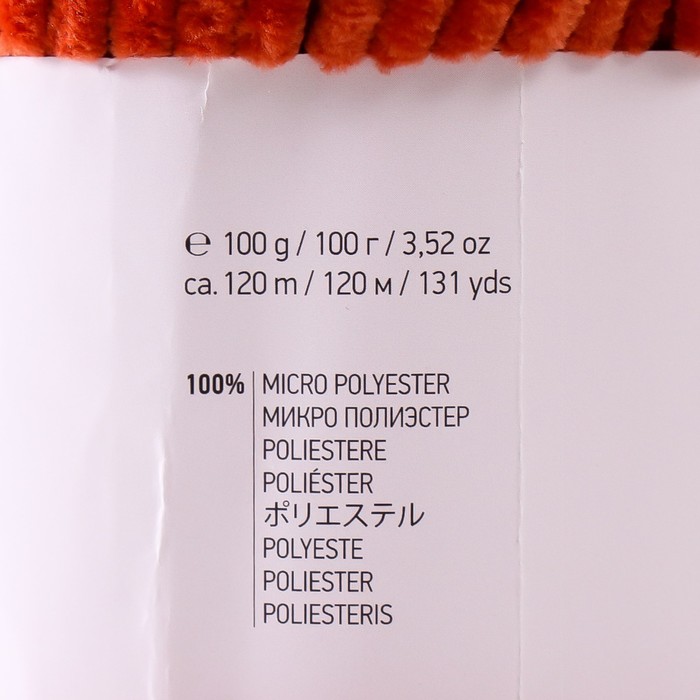 ℮ 100 g / 100 г / 3,52 oz
ca. 120 m / 120 м / 131 yds
100% MICRO POLYESTER
МИКРО ПОЛИЭСТЕР
POLIESTERE
POLIÉSTER
ポリエステル
POLYESTE
POLIESTER
POLIESTERIS